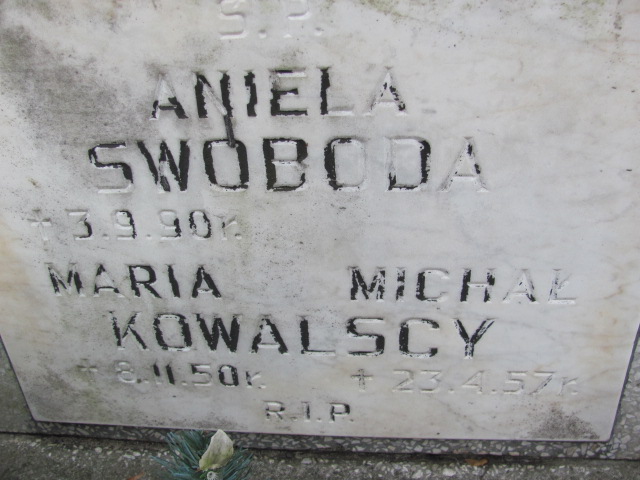 Ś.P.
ANIELA
SWOBODA
+ 3.9.90 r.
MARIA MICHAŁ
KOWALSCY
+ 8.11.50 r. + 23.4.57 r.
R.I.P.